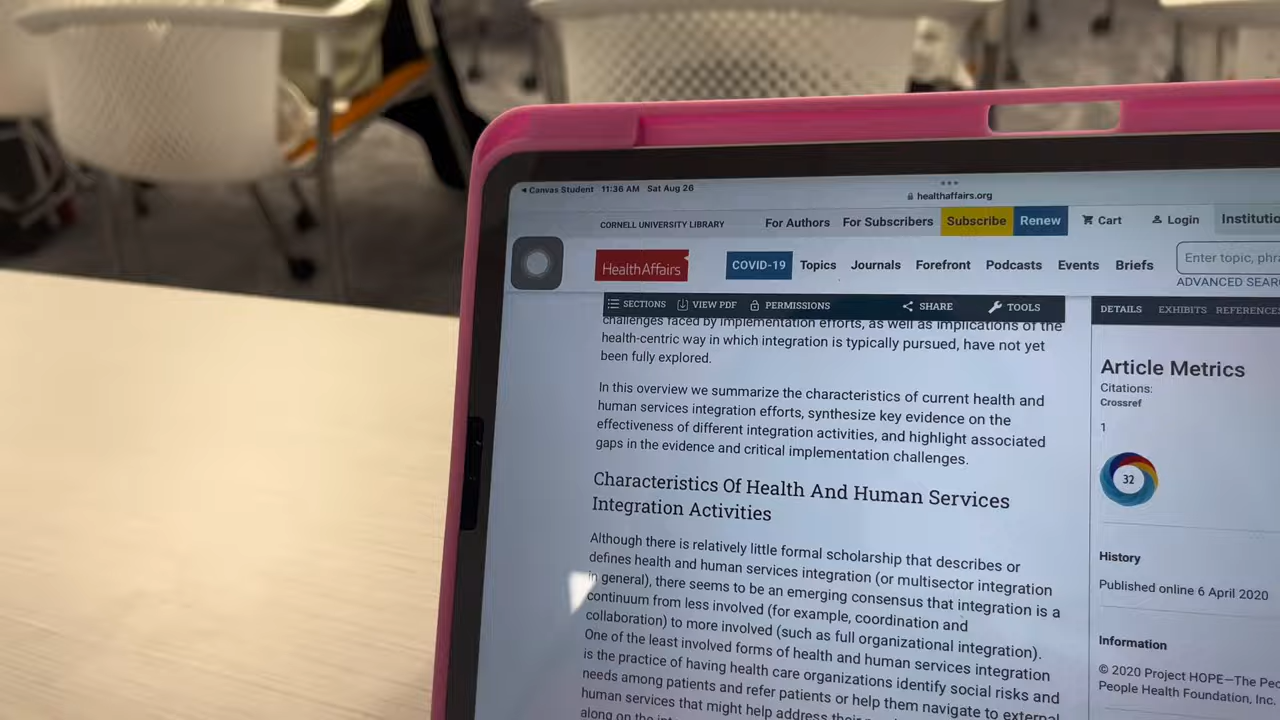 ◀ Canvas Student 11:36 AM Sat Aug 26
healthaffairs.org
CORNELL UNIVERSITY LIBRARY For Authors For Subscribers Subscribe Renew Cart Login Institutio
HealthAffairs COVID-19 Topics Journals Forefront Podcasts Events Briefs Enter topic, phra
ADVANCED SEAR
SECTIONS VIEW PDF PERMISSIONS SHARE TOOLS
challenges faced by implementation efforts, as well as implications of the
health-centric way in which integration is typically pursued, have not yet
been fully explored.
In this overview we summarize the characteristics of current health and
human services integration efforts, synthesize key evidence on the
effectiveness of different integration activities, and highlight associated
gaps in the evidence and critical implementation challenges.
Characteristics Of Health And Human Services
Integration Activities
Although there is relatively little formal scholarship that describes or
defines health and human services integration (or multisector integration
in general), there seems to be an emerging consensus that integration is a
continuum from less involved (for example, coordination and
collaboration) to more involved (such as full organizational integration).
One of the least involved forms of health and human services integration
is the practice of having health care organizations identify social risks and
needs among patients and refer patients or help them navigate to external
human services that might help address their
along on the
DETAILS EXHIBITS REFERENCES
Article Metrics
Citations:
Crossref
1
32
History
Published online 6 April 2020
Information
© 2020 Project HOPE—The Peo
People Health Foundation, Inc.